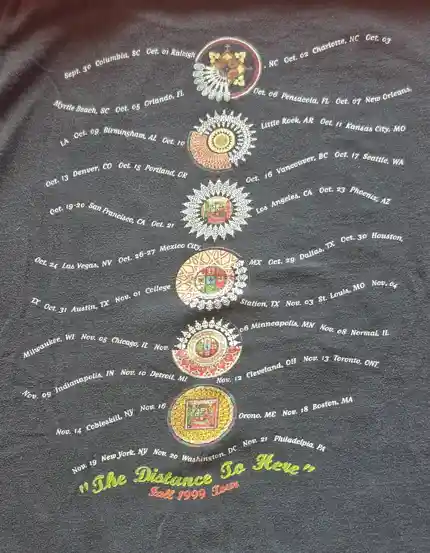 Sept. 30 Columbia, SC Oct. 01 Raleigh, NC Oct. 02 Charlotte, NC Oct. 03
Myrtle Beach, SC Oct. 05 Orlando, FL Oct. 06 Pensacola, FL Oct. 07 New Orleans,
LA Oct. 09 Birmingham, AL Oct. 10 Little Rock, AR Oct. 11 Kansas City, MO
Oct. 13 Denver, CO Oct. 15 Portland, OR Oct. 16 Vancouver, BC Oct. 17 Seattle, WA
Oct. 19-20 San Francisco, CA Oct. 21 Los Angeles, CA Oct. 23 Phoenix, AZ
Oct. 24 Las Vegas, NV Oct. 26-27 Mexico City, MX Oct. 29 Dallas, TX Oct. 30 Houston,
TX Oct. 31 Austin, TX Nov. 01 College Station, TX Nov. 03 St. Louis, MO Nov. 04
Milwaukee, WI Nov. 05 Chicago, IL Nov. 06 Minneapolis, MN Nov. 08 Normal, IL
Nov. 09 Indianapolis, IN Nov. 10 Detroit, MI Nov. 12 Cleveland, OH Nov. 13 Toronto, ONT
Nov. 14 Cobleskill, NY Nov. 16 Orono, ME Nov. 18 Boston, MA
Nov. 19 New York, NY Nov. 20 Washington, DC Nov. 21 Philadelphia, PA
"The Distance To Here"
Fall 1999 Tour